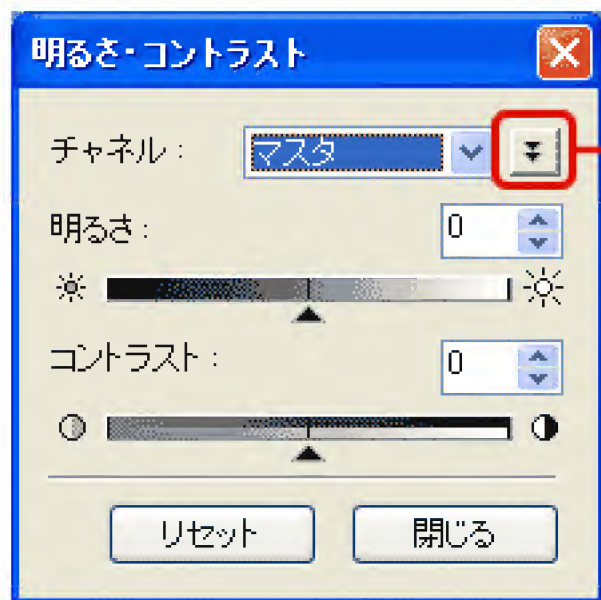 明るさ・コントラスト
チャネル：
マスタ
明るさ：
0
コントラスト：
0
リセット
閉じる